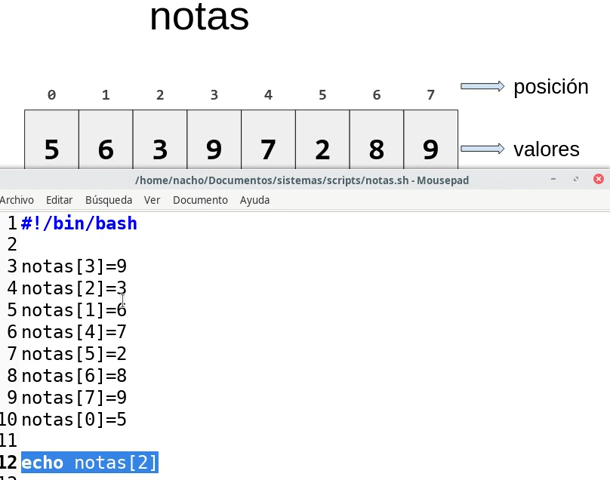 notas
0 1 2 3 4 5 6 7 posición
5 6 3 9 7 2 8 9 valores
/home/nacho/Documentos/sistemas/scripts/notas.sh - Mousepad
Archivo Editar Búsqueda Ver Documento Ayuda
1 #!/bin/bash
2
3 notas[3]=9
4 notas[2]=3
5 notas[1]=6
6 notas[4]=7
7 notas[5]=2
8 notas[6]=8
9 notas[7]=9
10 notas[0]=5
11
12 echo notas[2]